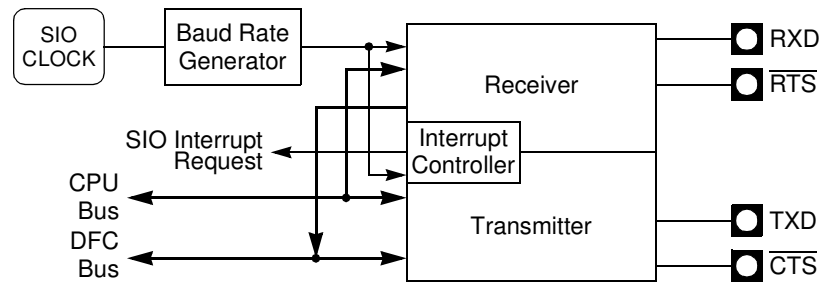 SIO
CLOCK
Baud Rate
Generator
Receiver
RXD
RTS
SIO Interrupt
Request
Interrupt
Controller
CPU
Bus
Transmitter
TXD
DFC
Bus
CTS